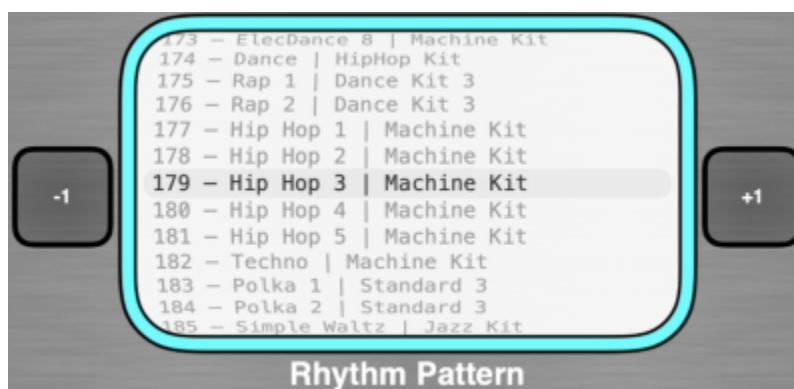 173 – ElecDance 8 | Machine Kit
174 – Dance | HipHop Kit
175 – Rap 1 | Dance Kit 3
176 – Rap 2 | Dance Kit 3
177 – Hip Hop 1 | Machine Kit
178 – Hip Hop 2 | Machine Kit
-1
179 – Hip Hop 3 | Machine Kit
+1
180 – Hip Hop 4 | Machine Kit
181 – Hip Hop 5 | Machine Kit
182 – Techno | Machine Kit
183 – Polka 1 | Standard 3
184 – Polka 2 | Standard 3
185 – Simple Waltz | Jazz Kit
Rhythm Pattern